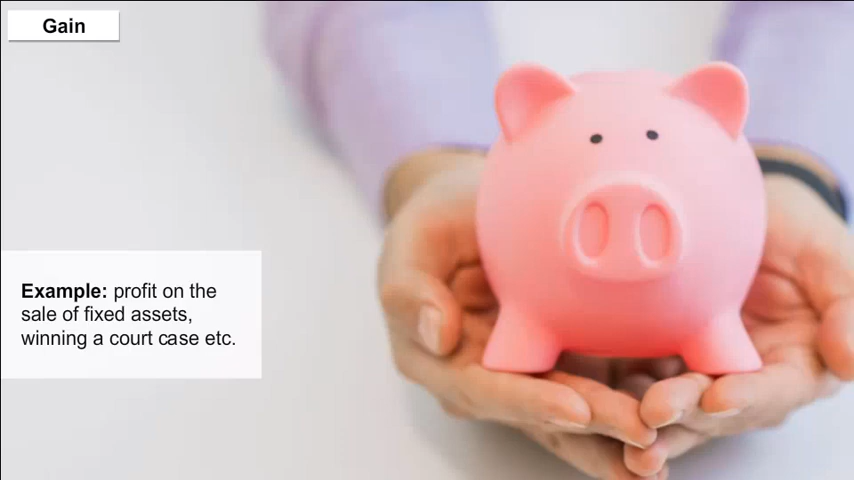 Gain
Example: profit on the
sale of fixed assets,
winning a court case etc.